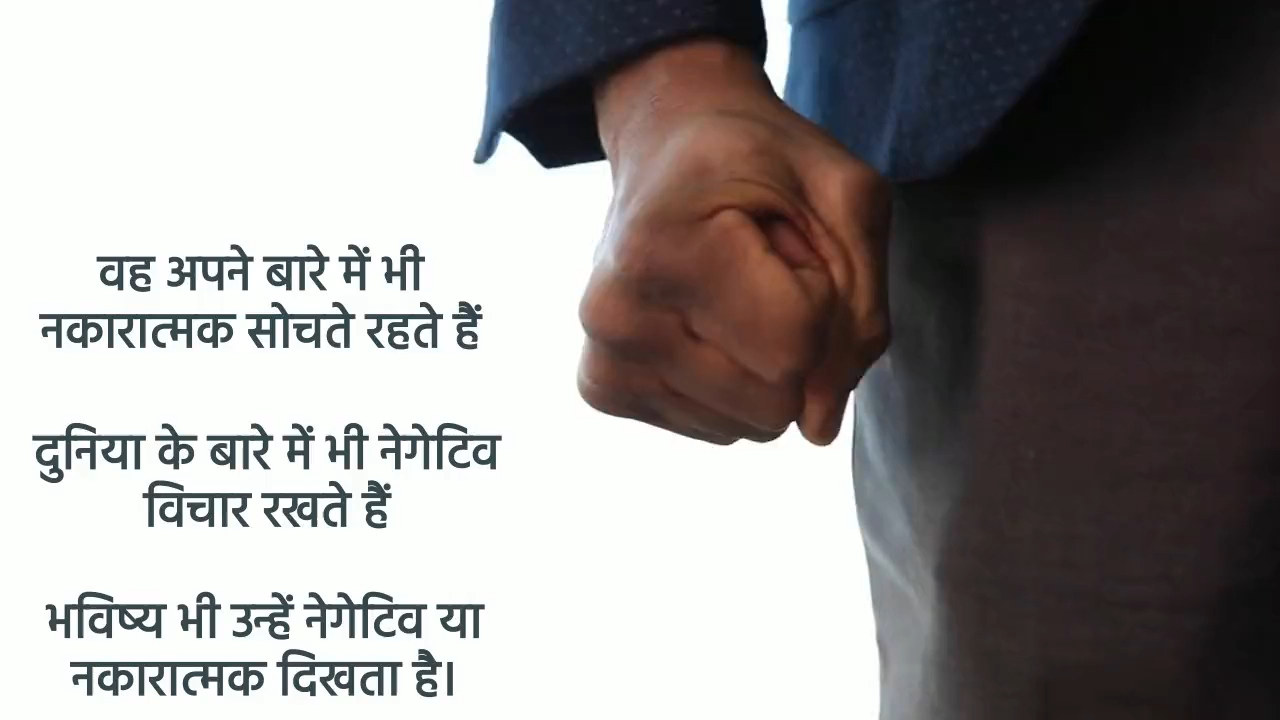 वह अपने बारे में भी
नकारात्मक सोचते रहते हैं
दुनिया के बारे में भी नेगेटिव
विचार रखते हैं
भविष्य भी उन्हें नेगेटिव या
नकारात्मक दिखता है।